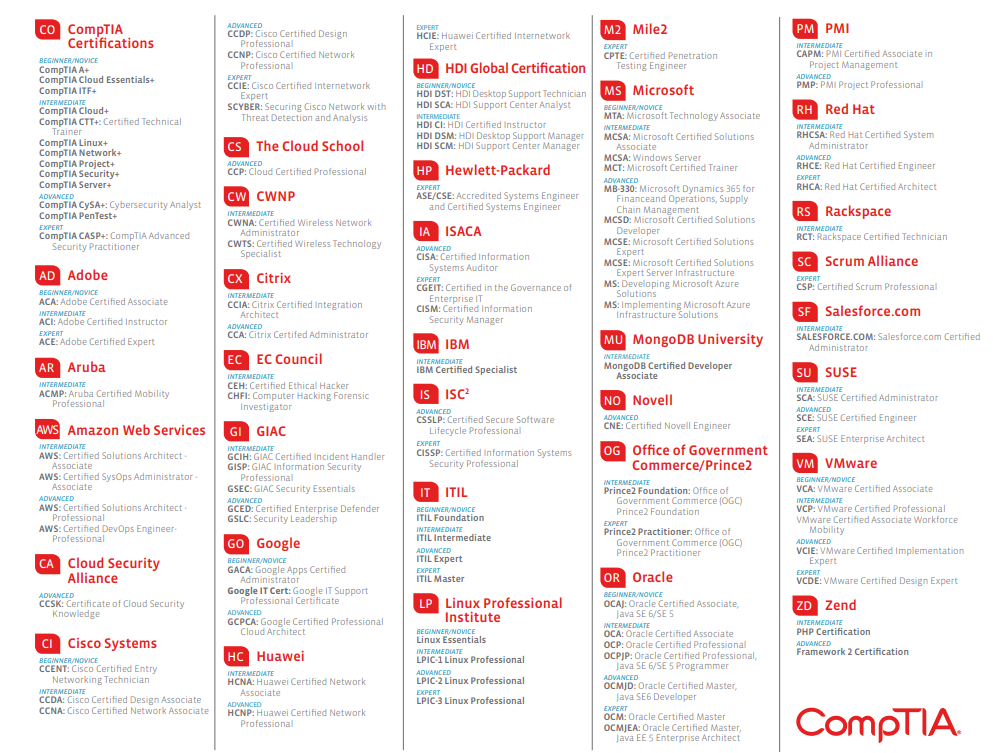 CO CompTIA
Certifications
BEGINNER/NOVICE
CompTIA A+
CompTIA Cloud Essentials+
CompTIA ITF+
INTERMEDIATE
CompTIA Cloud+
CompTIA CTT+: Certified Technical
Trainer
CompTIA Linux+
CompTIA Network+
CompTIA Project+
CompTIA Security+
CompTIA Server+
ADVANCED
CompTIA CySA+: Cybersecurity Analyst
CompTIA PenTest+
EXPERT
CompTIA CASP+: CompTIA Advanced
Security Practitioner
AD Adobe
BEGINNER/NOVICE
ACA: Adobe Certified Associate
INTERMEDIATE
ACI: Adobe Certified Instructor
EXPERT
ACE: Adobe Certified Expert
AR Aruba
INTERMEDIATE
ACMP: Aruba Certified Mobility
Professional
AWS Amazon Web Services
INTERMEDIATE
AWS: Certified Solutions Architect -
Associate
AWS: Certified SysOps Administrator -
Associate
ADVANCED
AWS: Certified Solutions Architect -
Professional
AWS: Certified DevOps Engineer-
Professional
CA Cloud Security
Alliance
ADVANCED
CCSK: Certificate of Cloud Security
Knowledge
CI Cisco Systems
BEGINNER/NOVICE
CCENT: Cisco Certified Entry
Networking Technician
INTERMEDIATE
CCDA: Cisco Certified Design Associate
CCNA: Cisco Certified Network Associate
ADVANCED
CCDP: Cisco Certified Design
Professional
CCNP: Cisco Certified Network
Professional
EXPERT
CCIE: Cisco Certified Internetwork
Expert
SCYBER: Securing Cisco Network with
Threat Detection and Analysis
CS The Cloud School
ADVANCED
CCP: Cloud Certified Professional
CW CWNP
INTERMEDIATE
CWNA: Certified Wireless Network
Administrator
CWTS: Certified Wireless Technology
Specialist
CX Citrix
INTERMEDIATE
CCIA: Citrix Certified Integration
Architect
ADVANCED
CCA: Citrix Certifed Administrator
EC EC Council
INTERMEDIATE
CEH: Certified Ethical Hacker
CHFI: Computer Hacking Forensic
Investigator
GI GIAC
INTERMEDIATE
GCIH: GIAC Certified Incident Handler
GISP: GIAC Information Security
Professional
GSEC: GIAC Security Essentials
ADVANCED
GCED: Certified Enterprise Defender
GSLC: Security Leadership
GO Google
BEGINNER/NOVICE
GACA: Google Apps Certified
Administrator
Google IT Cert: Google IT Support
Professional Certificate
ADVANCED
GCPCA: Google Certified Professional
Cloud Architect
HC Huawei
INTERMEDIATE
HCNA: Huawei Certified Network
Associate
ADVANCED
HCNP: Huawei Certified Network
Professional
EXPERT
HCIE: Huawei Certified Internetwork
Expert
HD HDI Global Certification
BEGINNER/NOVICE
HDI DST: HDI Desktop Support Technician
HDI SCA: HDI Support Center Analyst
INTERMEDIATE
HDI CI: HDI Certified Instructor
HDI DSM: HDI Desktop Support Manager
HDI SCM: HDI Support Center Manager
HP Hewlett-Packard
EXPERT
ASE/CSE: Accredited Systems Engineer
and Certified Systems Engineer
IA ISACA
ADVANCED
CISA: Certified Information
Systems Auditor
EXPERT
CGEIT: Certified in the Governance of
Enterprise IT
CISM: Certified Information
Security Manager
IBM IBM
INTERMEDIATE
IBM Certified Specialist
IS ISC2
ADVANCED
CSSLP: Certified Secure Software
Lifecycle Professional
EXPERT
CISSP: Certified Information Systems
Security Professional
IT ITIL
BEGINNER/NOVICE
ITIL Foundation
INTERMEDIATE
ITIL Intermediate
ADVANCED
ITIL Expert
EXPERT
ITIL Master
LP Linux Professional
Institute
BEGINNER/NOVICE
Linux Essentials
INTERMEDIATE
LPIC-1 Linux Professional
ADVANCED
LPIC-2 Linux Professional
EXPERT
LPIC-3 Linux Professional
M2 Mile2
EXPERT
CPTE: Certified Penetration
Testing Engineer
MS Microsoft
BEGINNER/NOVICE
MTA: Microsoft Technology Associate
INTERMEDIATE
MCSA: Microsoft Certified Solutions
Associate
MCSA: Windows Server
MCT: Microsoft Certified Trainer
ADVANCED
MB-330: Microsoft Dynamics 365 for
Financeand Operations, Supply
Chain Management
MCSD: Microsoft Certified Solutions
Developer
MCSE: Microsoft Certified Solutions
Expert
MCSE: Microsoft Certified Solutions
Expert Server Infrastructure
MS: Developing Microsoft Azure
Solutions
MS: Implementing Microsoft Azure
Infrastructure Solutions
MU MongoDB University
INTERMEDIATE
MongoDB Certified Developer
Associate
NO Novell
ADVANCED
CNE: Certified Novell Engineer
OG Office of Government
Commerce/Prince2
INTERMEDIATE
Prince2 Foundation: Office of
Government Commerce (OGC)
Prince2 Foundation
EXPERT
Prince2 Practitioner: Office of
Government Commerce (OGC)
Prince2 Practitioner
OR Oracle
BEGINNER/NOVICE
OCAJ: Oracle Certified Associate,
Java SE 6/SE 5
INTERMEDIATE
OCA: Oracle Certified Associate
OCP: Oracle Certified Professional
OCPJP: Oracle Certified Professional,
Java SE 6/SE 5 Programmer
ADVANCED
OCMJD: Oracle Certified Master,
Java SE6 Developer
EXPERT
OCM: Oracle Certified Master
OCMJEA: Oracle Certified Master,
Java EE 5 Enterprise Architect
PM PMI
INTERMEDIATE
CAPM: PMI Certified Associate in
Project Management
ADVANCED
PMP: PMI Project Professional
RH Red Hat
INTERMEDIATE
RHCSA: Red Hat Certified System
Administrator
ADVANCED
RHCE: Red Hat Certified Engineer
EXPERT
RHCA: Red Hat Certified Architect
RS Rackspace
INTERMEDIATE
RCT: Rackspace Certified Technician
SC Scrum Alliance
EXPERT
CSP: Certified Scrum Professional
SF Salesforce.com
INTERMEDIATE
SALESFORCE.COM: Salesforce.com Certified
Administrator
SU SUSE
INTERMEDIATE
SCA: SUSE Certified Administrator
ADVANCED
SCE: SUSE Certified Engineer
EXPERT
SEA: SUSE Enterprise Architect
VM VMware
BEGINNER/NOVICE
VCA: VMware Certified Associate
INTERMEDIATE
VCP: VMware Certified Professional
VMware Certified Associate Workforce
Mobility
ADVANCED
VCIE: VMware Certified Implementation
Expert
EXPERT
VCDE: VMware Certified Design Expert
ZD Zend
INTERMEDIATE
PHP Certification
ADVANCED
Framework 2 Certification
CompTIA.